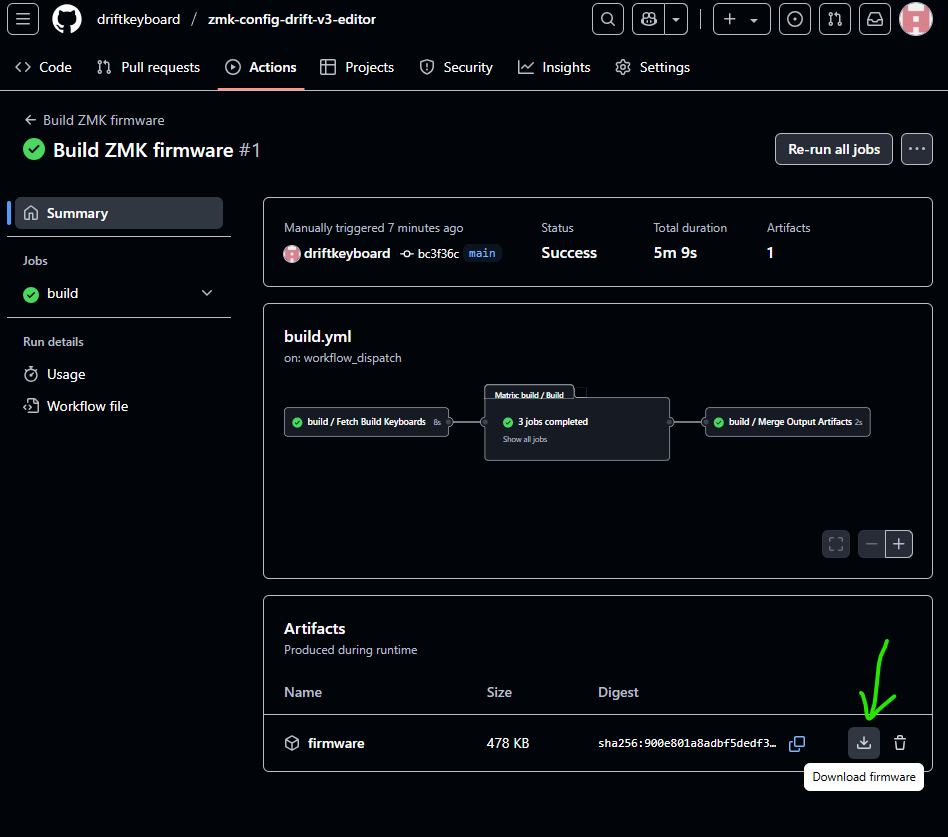 driftkeyboard / zmk-config-drift-v3-editor
Code Pull requests Actions Projects Security Insights Settings
Build ZMK firmware
Build ZMK firmware #1
Re-run all jobs
Summary
Jobs
build
Run details
Usage
Workflow file
Manually triggered 7 minutes ago Status Total duration Artifacts
driftkeyboard bc3f36c main Success 5m 9s 1
build.yml
on: workflow_dispatch
Matrix: build / Build
build / Fetch Build Keyboards 8s 3 jobs completed build / Merge Output Artifacts 2s
Show all jobs
Artifacts
Produced during runtime
Name Size Digest
firmware 478 KB sha256:900e801a8adbf5dedf3…
Download firmware